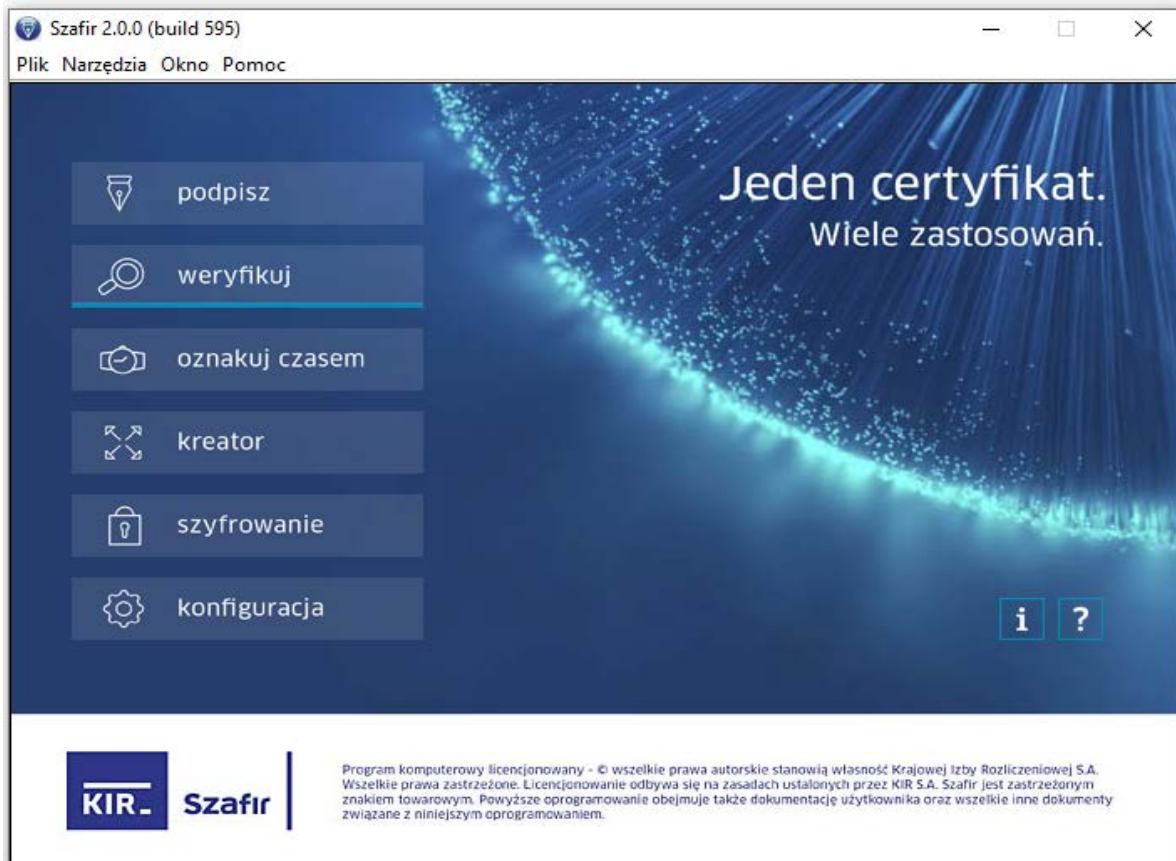 Szafir 2.0.0 (build 595)
Plik Narzędzia Okno Pomoc
podpisz
weryfikuj
oznakuj czasem
kreator
szyfrowanie
konfiguracja
Jeden certyfikat.
Wiele zastosowań.
i ?
KIR_ Szafir
Program komputerowy licencjonowany - © wszelkie prawa autorskie stanowią własność Krajowej Izby Rozliczeniowej S.A.
Wszelkie prawa zastrzeżone. Licencjonowanie odbywa się na zasadach ustalonych przez KIR S.A. Szafir jest zastrzeżonym
znakiem towarowym. Powyższe oprogramowanie obejmuje także dokumentację użytkownika oraz wszelkie inne dokumenty
związane z niniejszym oprogramowaniem.